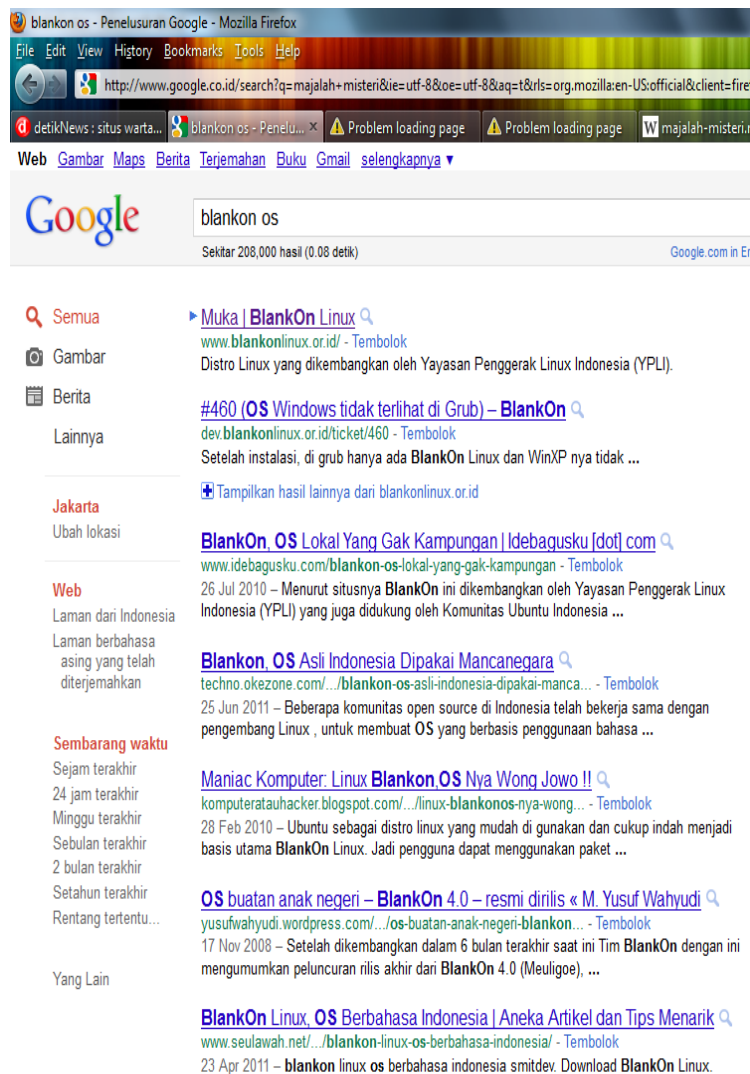 blankon os - Penelusuran Google - Mozilla Firefox
File Edit View History Bookmarks Tools Help
http://www.google.co.id/search?q=majalah+misteri&ie=utf-8&oe=utf-8&aq=t&rls=org.mozilla:en-US:official&client=firef
detikNews : situs warta... blankon os - Penelu... × Problem loading page Problem loading page W majalah-misteri.n
Web Gambar Maps Berita Terjemahan Buku Gmail selengkapnya ▼
Google
blankon os
Sekitar 208,000 hasil (0.08 detik) Google.com in En
Semua
Gambar
Berita
Lainnya
Jakarta
Ubah lokasi
Web
Laman dari Indonesia
Laman berbahasa
asing yang telah
diterjemahkan
Sembarang waktu
Sejam terakhir
24 jam terakhir
Minggu terakhir
Sebulan terakhir
2 bulan terakhir
Setahun terakhir
Rentang tertentu...
Yang Lain
Muka | BlankOn Linux
www.blankonlinux.or.id/ - Tembolok
Distro Linux yang dikembangkan oleh Yayasan Penggerak Linux Indonesia (YPLI).
#460 (OS Windows tidak terlihat di Grub) – BlankOn
dev.blankonlinux.or.id/ticket/460 - Tembolok
Setelah instalasi, di grub hanya ada BlankOn Linux dan WinXP nya tidak ...
Tampilkan hasil lainnya dari blankonlinux.or.id
BlankOn, OS Lokal Yang Gak Kampungan | Idebagusku [dot] com
www.idebagusku.com/blankon-os-lokal-yang-gak-kampungan - Tembolok
26 Jul 2010 – Menurut situsnya BlankOn ini dikembangkan oleh Yayasan Penggerak Linux
Indonesia (YPLI) yang juga didukung oleh Komunitas Ubuntu Indonesia ...
Blankon, OS Asli Indonesia Dipakai Mancanegara
techno.okezone.com/.../blankon-os-asli-indonesia-dipakai-manca... - Tembolok
25 Jun 2011 – Beberapa komunitas open source di Indonesia telah bekerja sama dengan
pengembang Linux , untuk membuat OS yang berbasis penggunaan bahasa ...
Maniac Komputer: Linux Blankon,OS Nya Wong Jowo !!
komputeratauhacker.blogspot.com/.../linux-blankonos-nya-wong... - Tembolok
28 Feb 2010 – Ubuntu sebagai distro linux yang mudah di gunakan dan cukup indah menjadi
basis utama BlankOn Linux. Jadi pengguna dapat menggunakan paket ...
OS buatan anak negeri – BlankOn 4.0 – resmi dirilis « M. Yusuf Wahyudi
yusufwahyudi.wordpress.com/.../os-buatan-anak-negeri-blankon... - Tembolok
17 Nov 2008 – Setelah dikembangkan dalam 6 bulan terakhir saat ini Tim BlankOn dengan ini
mengumumkan peluncuran rilis akhir dari BlankOn 4.0 (Meuligoe), ...
BlankOn Linux, OS Berbahasa Indonesia | Aneka Artikel dan Tips Menarik
www.seulawah.net/.../blankon-linux-os-berbahasa-indonesia/ - Tembolok
23 Apr 2011 – blankon linux os berbahasa indonesia smitdev. Download BlankOn Linux.